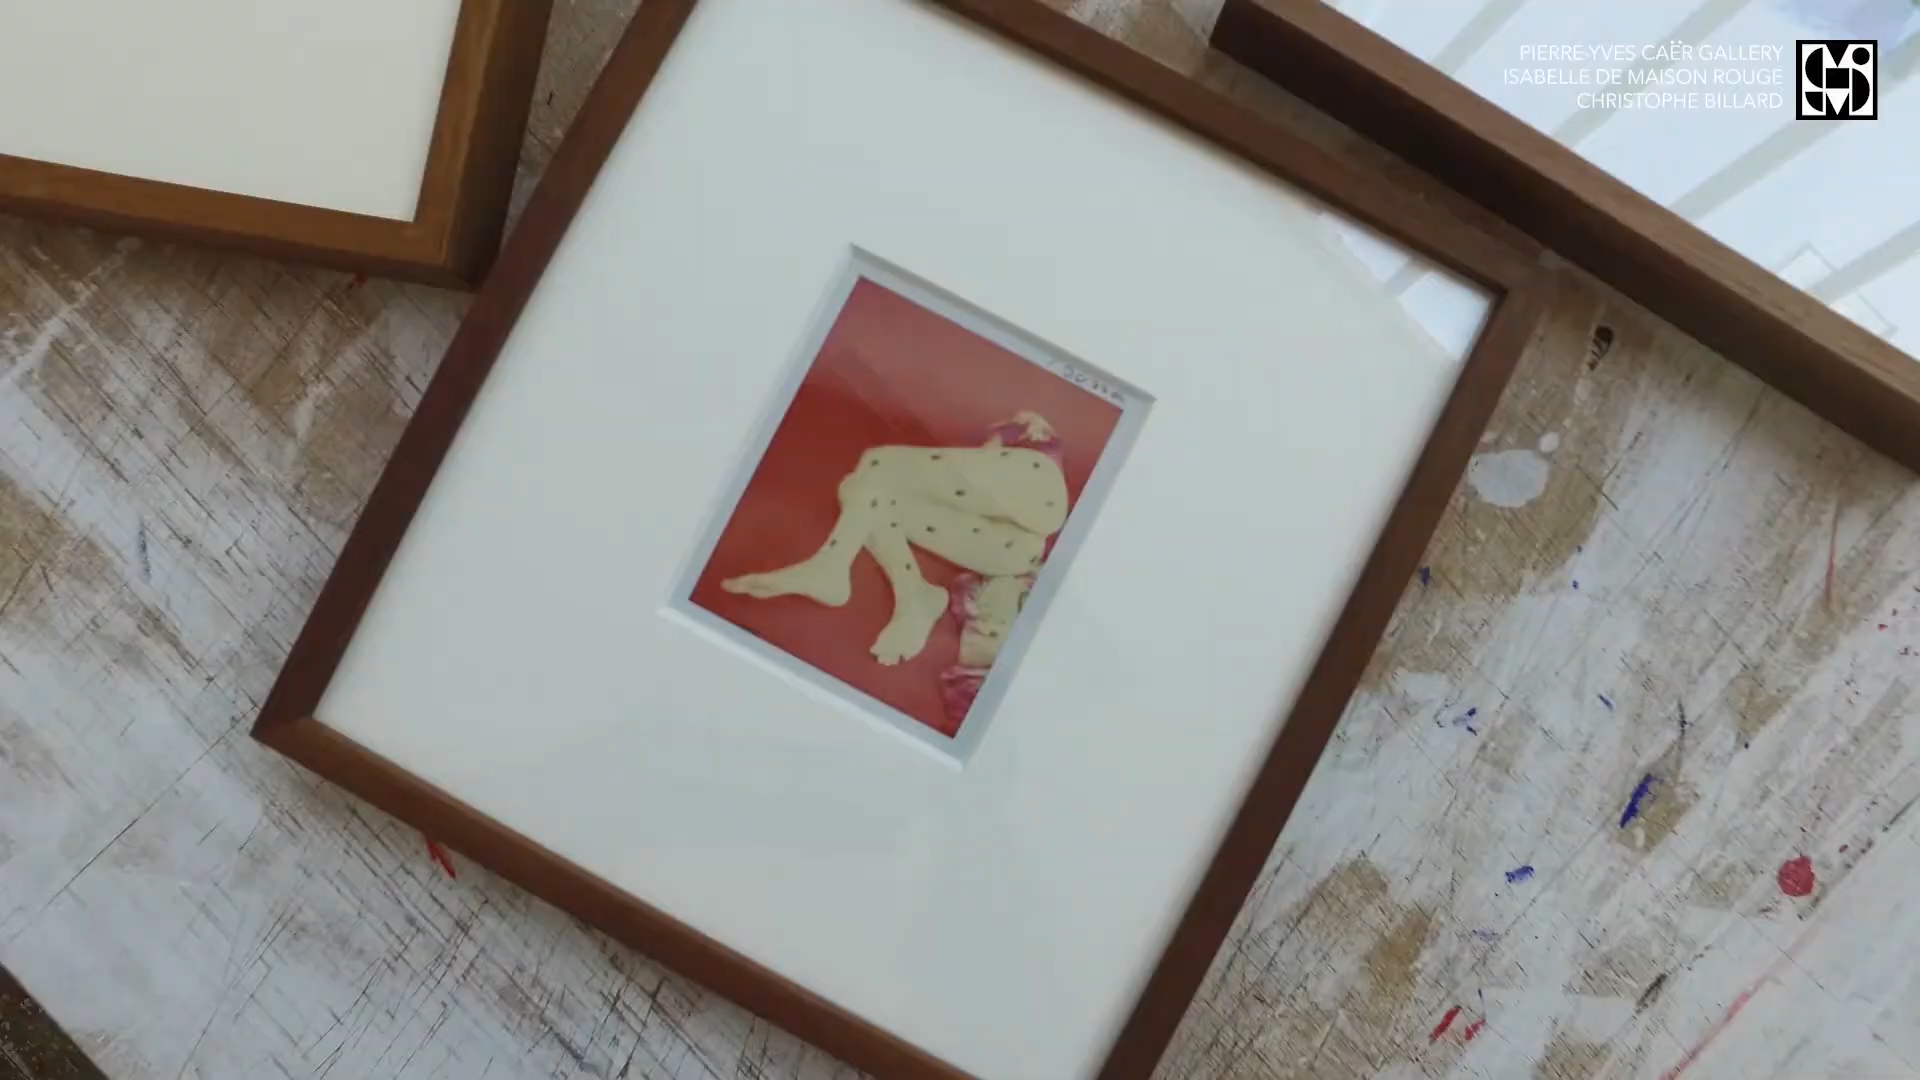 PIERRE-YVES CAËR GALLERY
ISABELLE DE MAISON ROUGE
CHRISTOPHE BILLARD